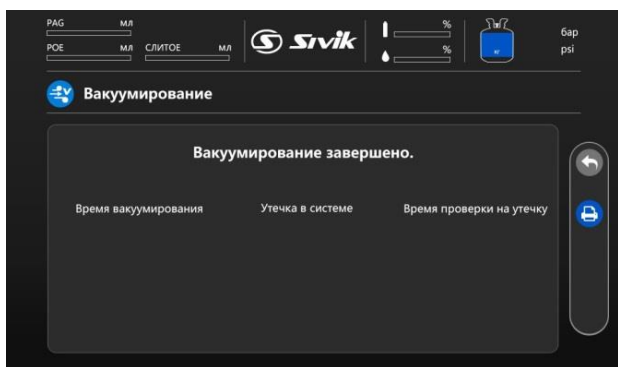 PAG мл
POE мл СЛИТОЕ мл
Sivik
%
%
кг
бар
psi
Вакуумирование
Вакуумирование завершено.
Время вакуумирования Утечка в системе Время проверки на утечку